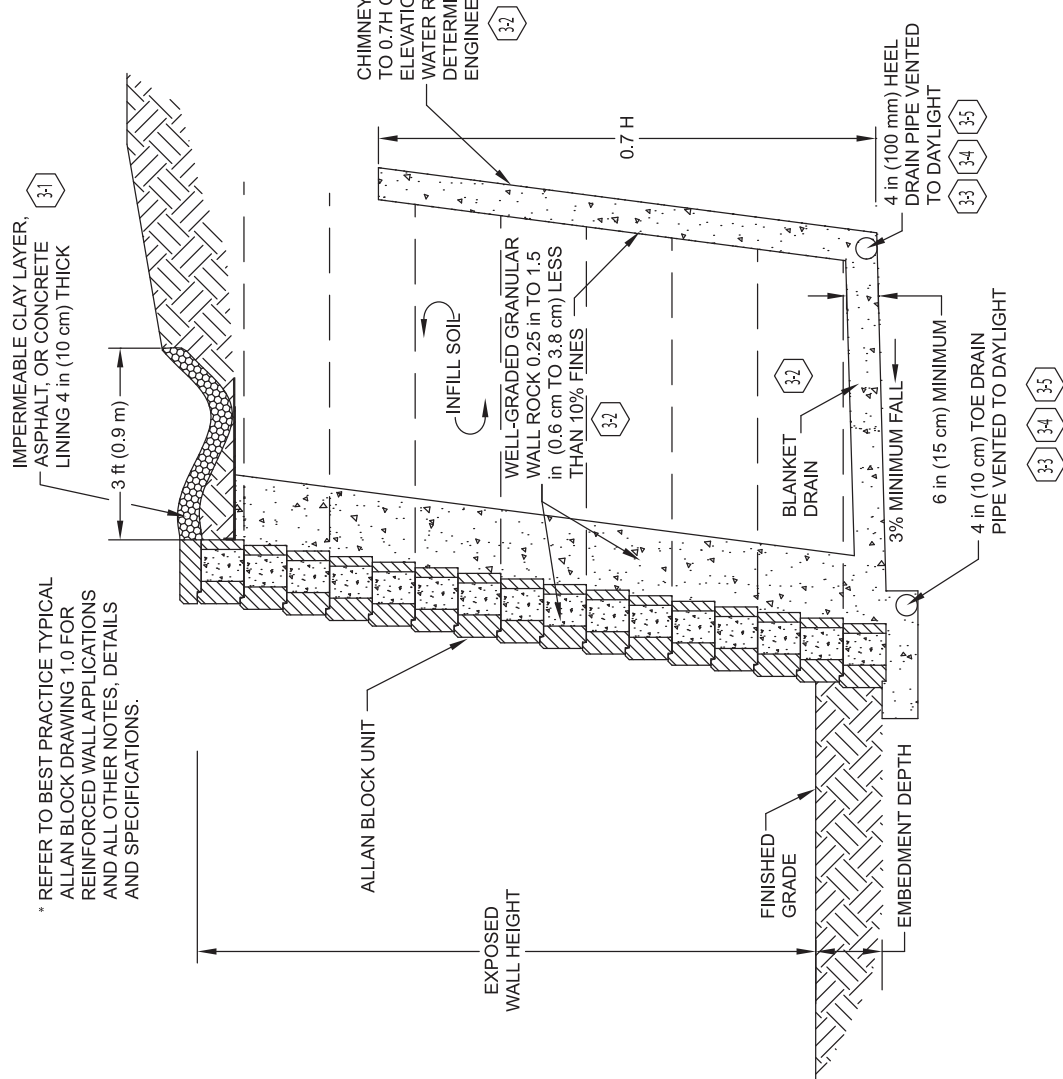 * REFER TO BEST PRACTICE TYPICAL
ALLAN BLOCK DRAWING 1.0 FOR
REINFORCED WALL APPLICATIONS
AND ALL OTHER NOTES, DETAILS
AND SPECIFICATIONS.
IMPERMEABLE CLAY LAYER,
ASPHALT, OR CONCRETE
LINING 4 in (10 cm) THICK
3-1
3 ft (0.9 m)
CHIMNEY
TO 0.7H
ELEVATION
WATER
ENGINEE
3-2
ALLAN BLOCK UNIT
INFILL SOIL
WELL-GRADED GRANULAR
WALL ROCK 0.25 in TO 1.5
in (0.6 cm TO 3.8 cm) LESS
THAN 10% FINES
3-2
0.7 H
EXPOSED
WALL HEIGHT
BLANKET
DRAIN
3-2
3% MINIMUM FALL
6 in (15 cm) MINIMUM
4 in (100 mm) HEEL
DRAIN PIPE VENTED
TO DAYLIGHT
3-3 3-4 3-5
FINISHED
GRADE
EMBEDMENT DEPTH
4 in (10 cm) TOE DRAIN
PIPE VENTED TO DAYLIGHT
3-3 3-4 3-5